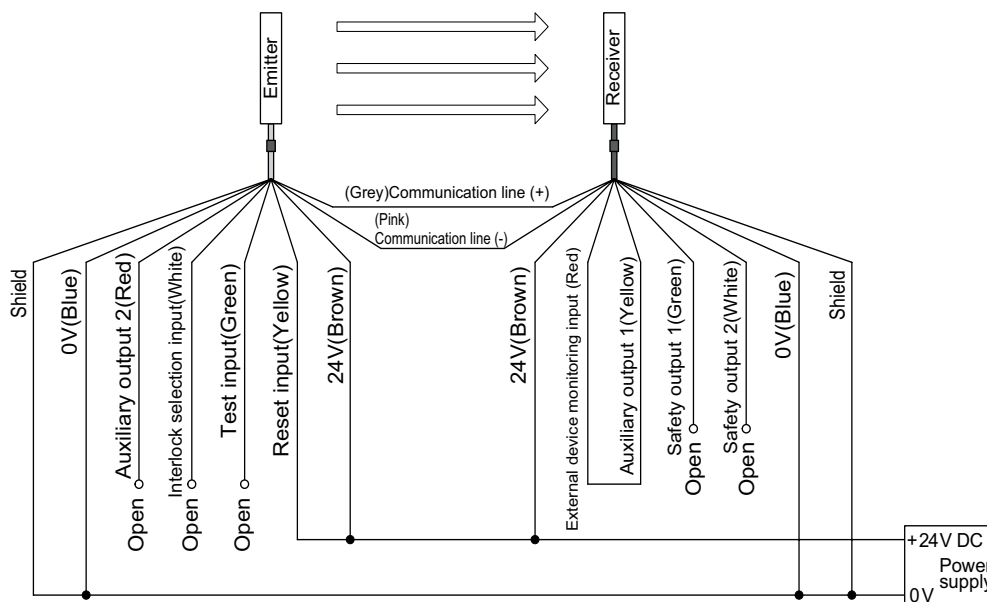 Emitter
Receiver
(Grey)Communication line (+)
(Pink)
Communication line (-)
Shield
0V(Blue)
Auxiliary output 2(Red)
Open
Interlock selection input(White)
Open
Test input(Green)
Open
Reset input(Yellow)
24V(Brown)
24V(Brown)
External device monitoring input (Red)
Auxiliary output 1(Yellow)
Safety output 1(Green)
Open
Safety output 2(White)
Open
0V(Blue)
Shield
+24V DC
Power
supply
0V